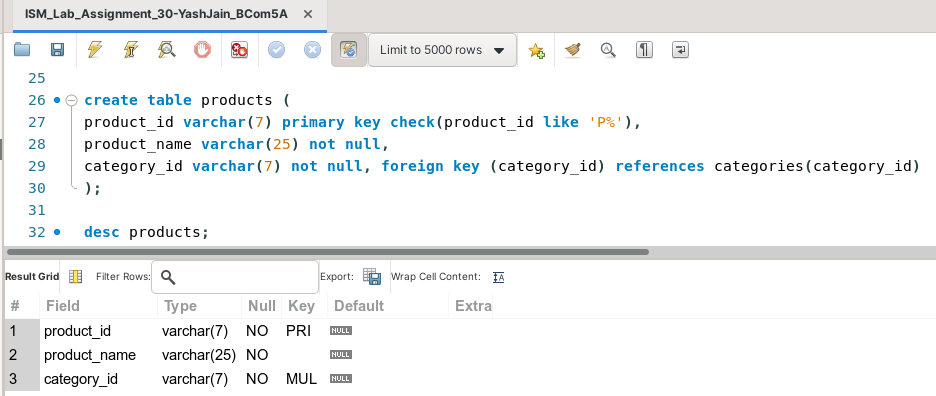 ISM_Lab_Assignment_30-YashJain_BCom5A ×
Limit to 5000 rows
25
26 create table products (
27 product_id varchar(7) primary key check(product_id like 'P%'),
28 product_name varchar(25) not null,
29 category_id varchar(7) not null, foreign key (category_id) references categories(category_id)
30 );
31
32 desc products;
Result Grid Filter Rows: Export: Wrap Cell Content: IA
# Field Type Null Key Default Extra
1 product_id varchar(7) NO PRI NULL
2 product_name varchar(25) NO NULL
3 category_id varchar(7) NO MUL NULL